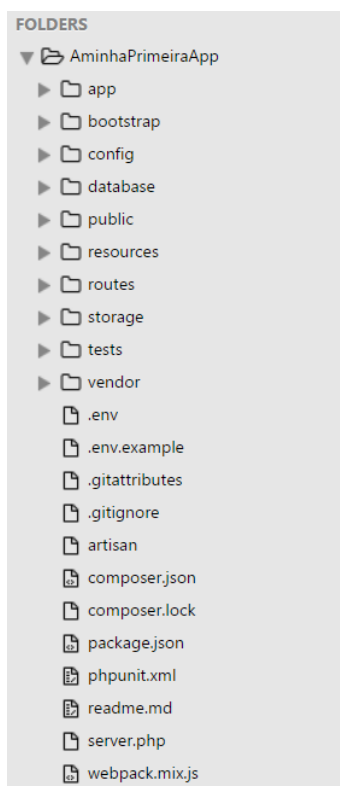 FOLDERS
AminhaPrimeiraApp
app
bootstrap
config
database
public
resources
routes
storage
tests
vendor
.env
.env.example
.gitattributes
.gitignore
artisan
composer.json
composer.lock
package.json
phpunit.xml
readme.md
server.php
webpack.mix.js